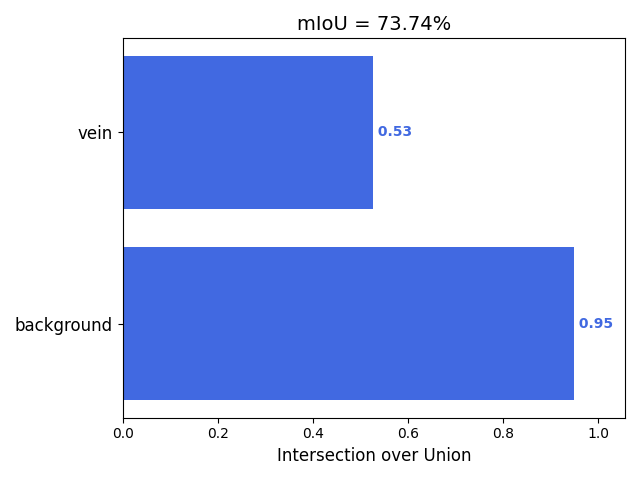 mIoU = 73.74%
vein
0.53
background
0.95
0.0 0.2 0.4 0.6 0.8 1.0
Intersection over Union